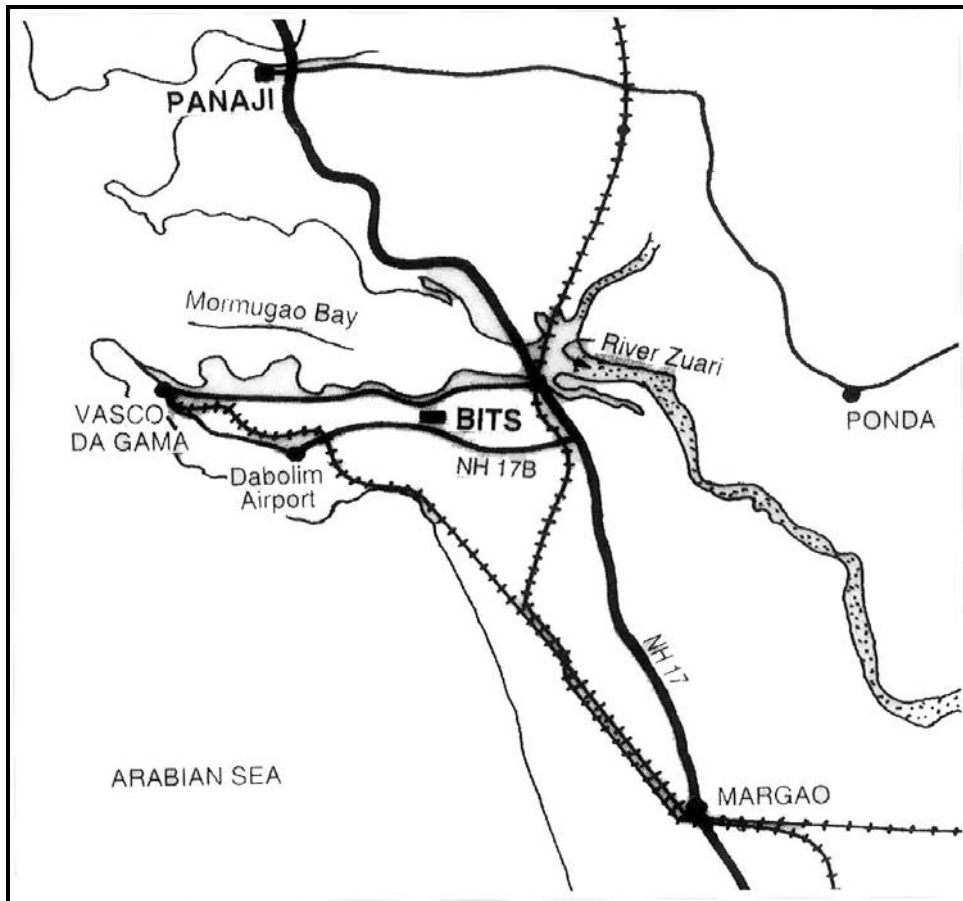 PANAJI
Mormugao Bay
River Zuari
VASCO
DA GAMA
BITS
PONDA
Dabolim
Airport
NH 17B
NH 17
ARABIAN SEA
MARGAO